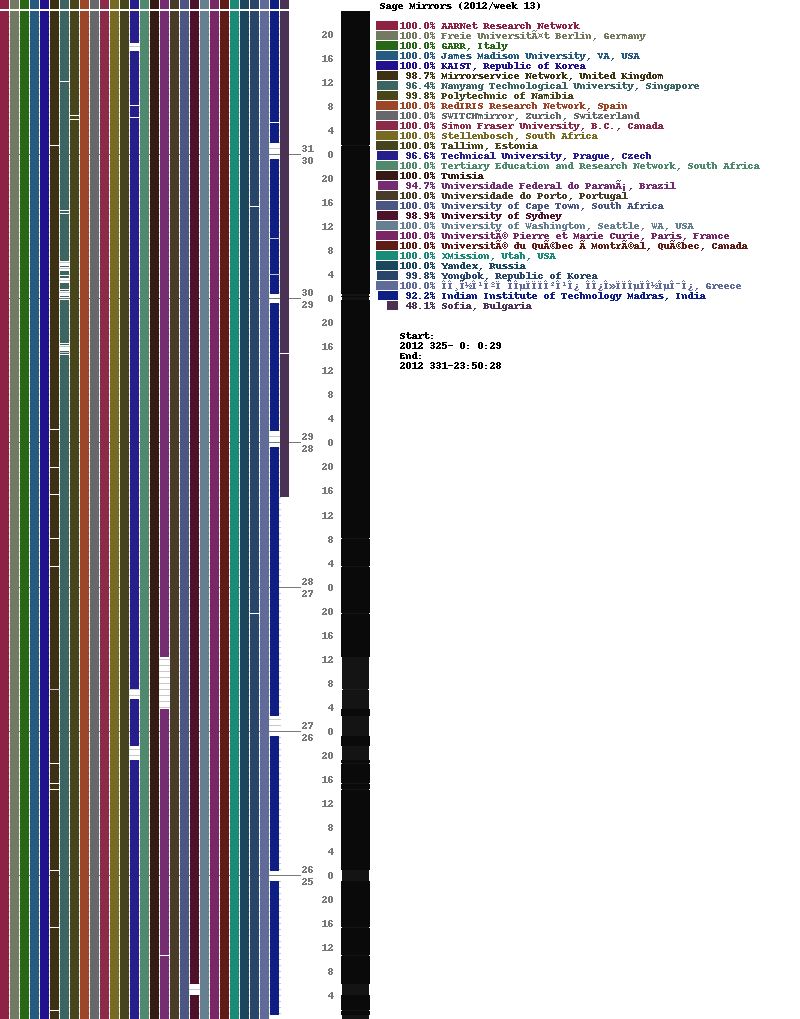 Sage Mirrors (2012/week 13)
100.0% AARNet Research Network
100.0% Freie UniversitÃ¤t Berlin, Germany
100.0% GARR, Italy
100.0% James Madison University, VA, USA
100.0% KAIST, Republic of Korea
98.7% Mirrorservice Network, United Kingdom
96.4% Nanyang Technological University, Singapore
99.8% Polytechnic of Namibia
100.0% RedIRIS Research Network, Spain
100.0% SWITCHmirror, Zurich, Switzerland
100.0% Simon Fraser University, B.C., Canada
100.0% Stellenbosch, South Africa
100.0% Tallinn, Estonia
96.6% Technical University, Prague, Czech
100.0% Tertiary Education and Research Network, South Africa
100.0% Tunisia
94.7% Universidade Federal do ParanÃ¡, Brazil
100.0% Universidade do Porto, Portugal
100.0% University of Cape Town, South Africa
98.9% University of Sydney
100.0% University of Washington, Seattle, WA, USA
100.0% UniversitÃ© Pierre et Marie Curie, Paris, France
100.0% UniversitÃ© du QuÃ©bec Ã MontrÃ©al, QuÃ©bec, Canada
100.0% XMission, Utah, USA
100.0% Yandex, Russia
99.8% Yongbok, Republic of Korea
100.0% Greece
92.2% Indian Institute of Technology Madras, India
48.1% Sofia, Bulgaria
Start:
2012 325- 0: 0:29
End:
2012 331-23:50:28
20
16
12
8
4
31
0
30
20
16
12
8
4
30
0
29
20
16
12
8
4
29
0
28
20
16
12
8
4
28
0
27
20
16
12
8
4
27
0
26
20
16
12
8
4
26
0
25
20
16
12
8
4